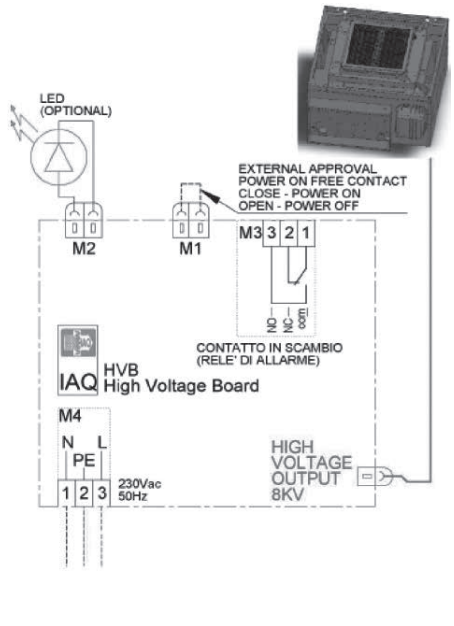 LED
(OPTIONAL)
EXTERNAL APPROVAL
POWER ON FREE CONTACT
CLOSE - POWER ON
OPEN - POWER OFF
M2
M1
M3 3 2 1
NO
NC
com
CONTATTO IN SCAMBIO
(RELE' DI ALLARME)
IAQ
HVB
High Voltage Board
M4
N L
PE
1 2 3
230Vac
50Hz
HIGH
VOLTAGE
OUTPUT
8KV